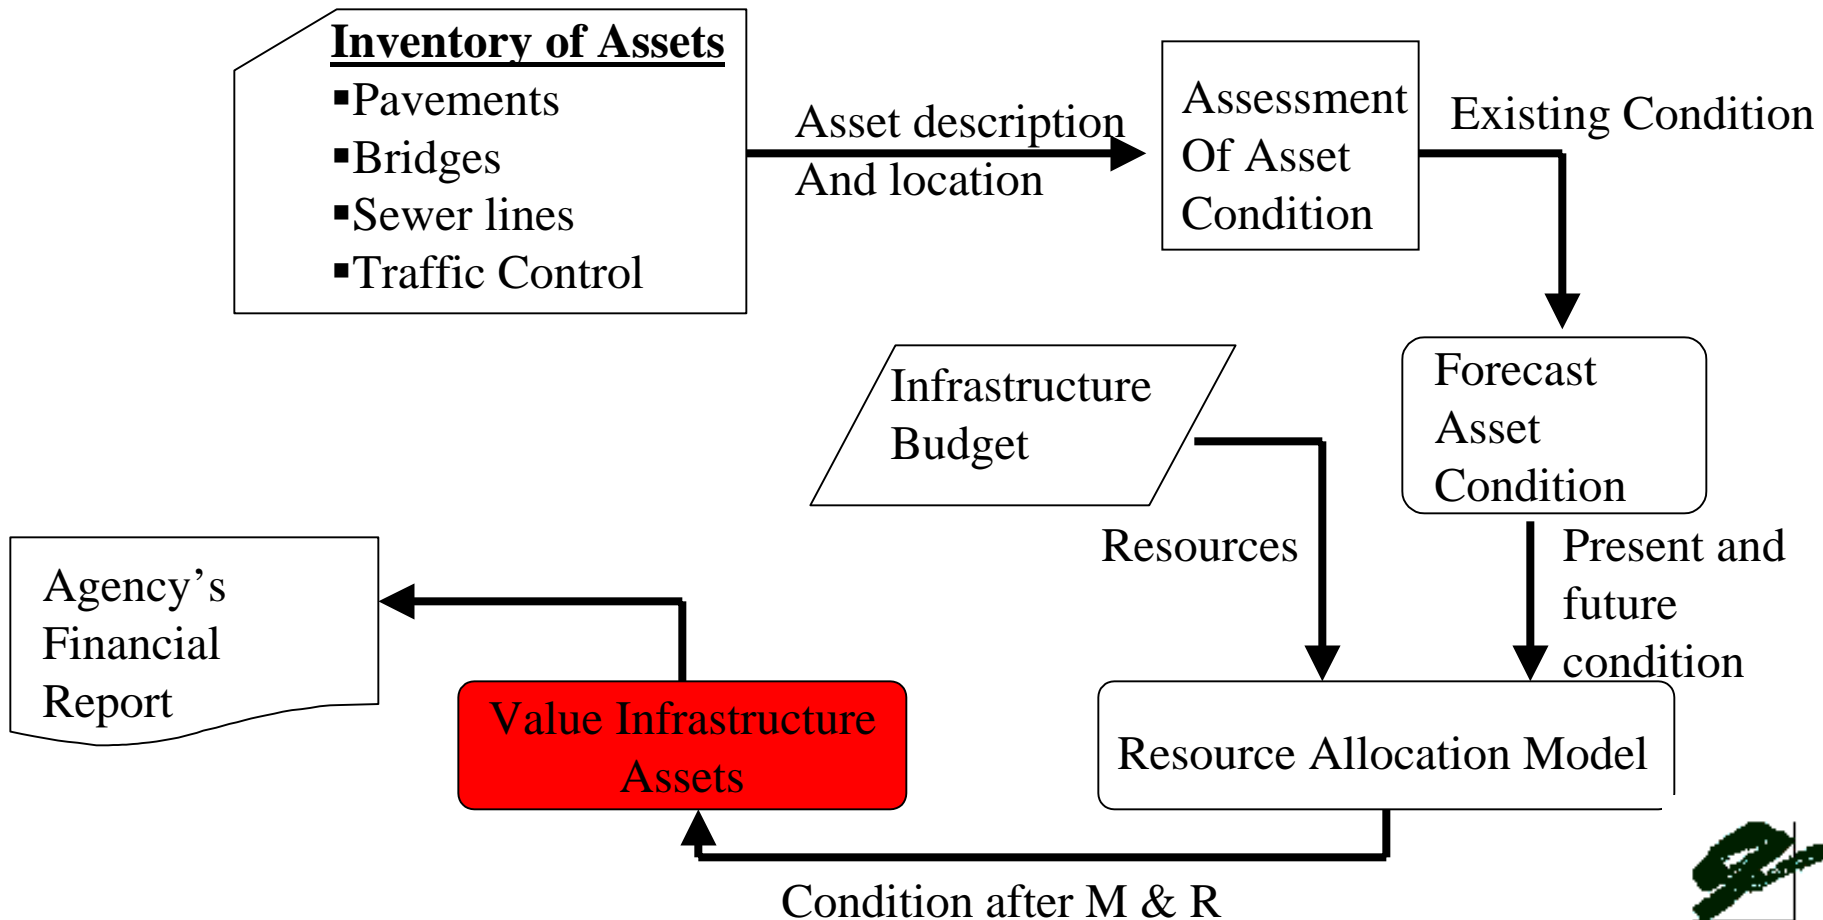 Inventory of Assets
▪Pavements
▪Bridges
▪Sewer lines
▪Traffic Control
Asset description
And location
Assessment
Of Asset
Condition
Existing Condition
Infrastructure
Budget
Forecast
Asset
Condition
Resources
Present and
future
condition
Agency’s
Financial
Report
Value Infrastructure
Assets
Resource Allocation Model
Condition after M & R